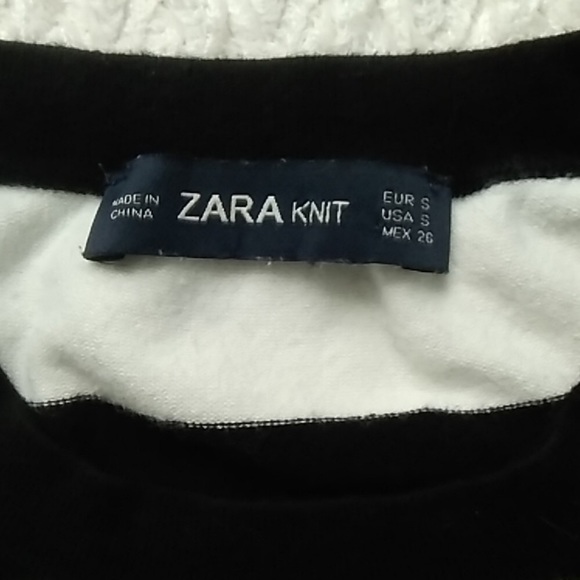 MADE IN
CHINA
ZARA KNIT
EUR S
USA S
MEX 26